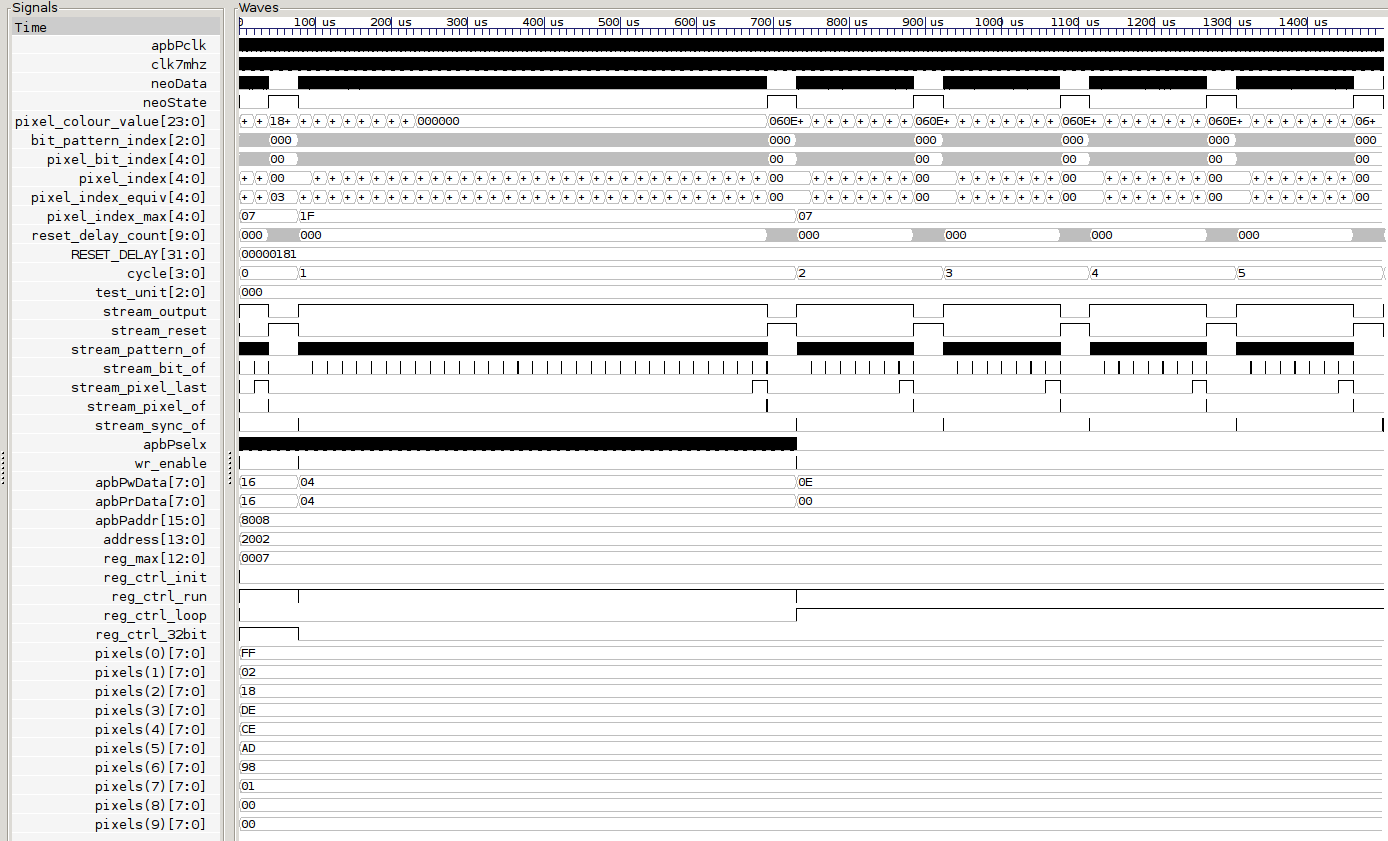 Signals Waves
Time 0 100 us 200 us 300 us 400 us 500 us 600 us 700 us 800 us 900 us 1000 us 1100 us 1200 us 1300 us 1400 us
apbPclk
clk7mhz
neoData
neoState
pixel_colour_value[23:0] + + 18+ + + + + + + + + 000000 060E+ + + + + + + + 060E+ + + + + + + + 060E+ + + + + + + + 060E+ + + + + + + + 06+
bit_pattern_index[2:0] 000 000 000 000 000 000
pixel_bit_index[4:0] 00 00 00 00 00 00
pixel_index[4:0] + + 00 + + + + + + + + + + + + + + + + + + + + + + + + + + + + + + + 00 + + + + + + + 00 + + + + + + + 00 + + + + + + + 00 + + + + + + + 00
pixel_index_equiv[4:0] + + 03 + + + + + + + + + + + + + + + + + + + + + + + + + + + + + + + + 00 + + + + + + + 00 + + + + + + + 00 + + + + + + + 00 + + + + + + + 00
pixel_index_max[4:0] 07 1F 07
reset_delay_count[9:0] 000 000 000 000 000 000
RESET_DELAY[31:0] 00000181
cycle[3:0] 0 1 2 3 4 5
test_unit[2:0] 000
stream_output
stream_reset
stream_pattern_of
stream_bit_of
stream_pixel_last
stream_pixel_of
stream_sync_of
apbPselx
wr_enable
apbPwData[7:0] 16 04 0E
apbPrData[7:0] 16 04 00
apbPaddr[15:0] 8008
address[13:0] 2002
reg_max[12:0] 0007
reg_ctrl_init
reg_ctrl_run
reg_ctrl_loop
reg_ctrl_32bit
pixels(0)[7:0] FF
pixels(1)[7:0] 02
pixels(2)[7:0] 18
pixels(3)[7:0] DE
pixels(4)[7:0] CE
pixels(5)[7:0] AD
pixels(6)[7:0] 98
pixels(7)[7:0] 01
pixels(8)[7:0] 00
pixels(9)[7:0] 00